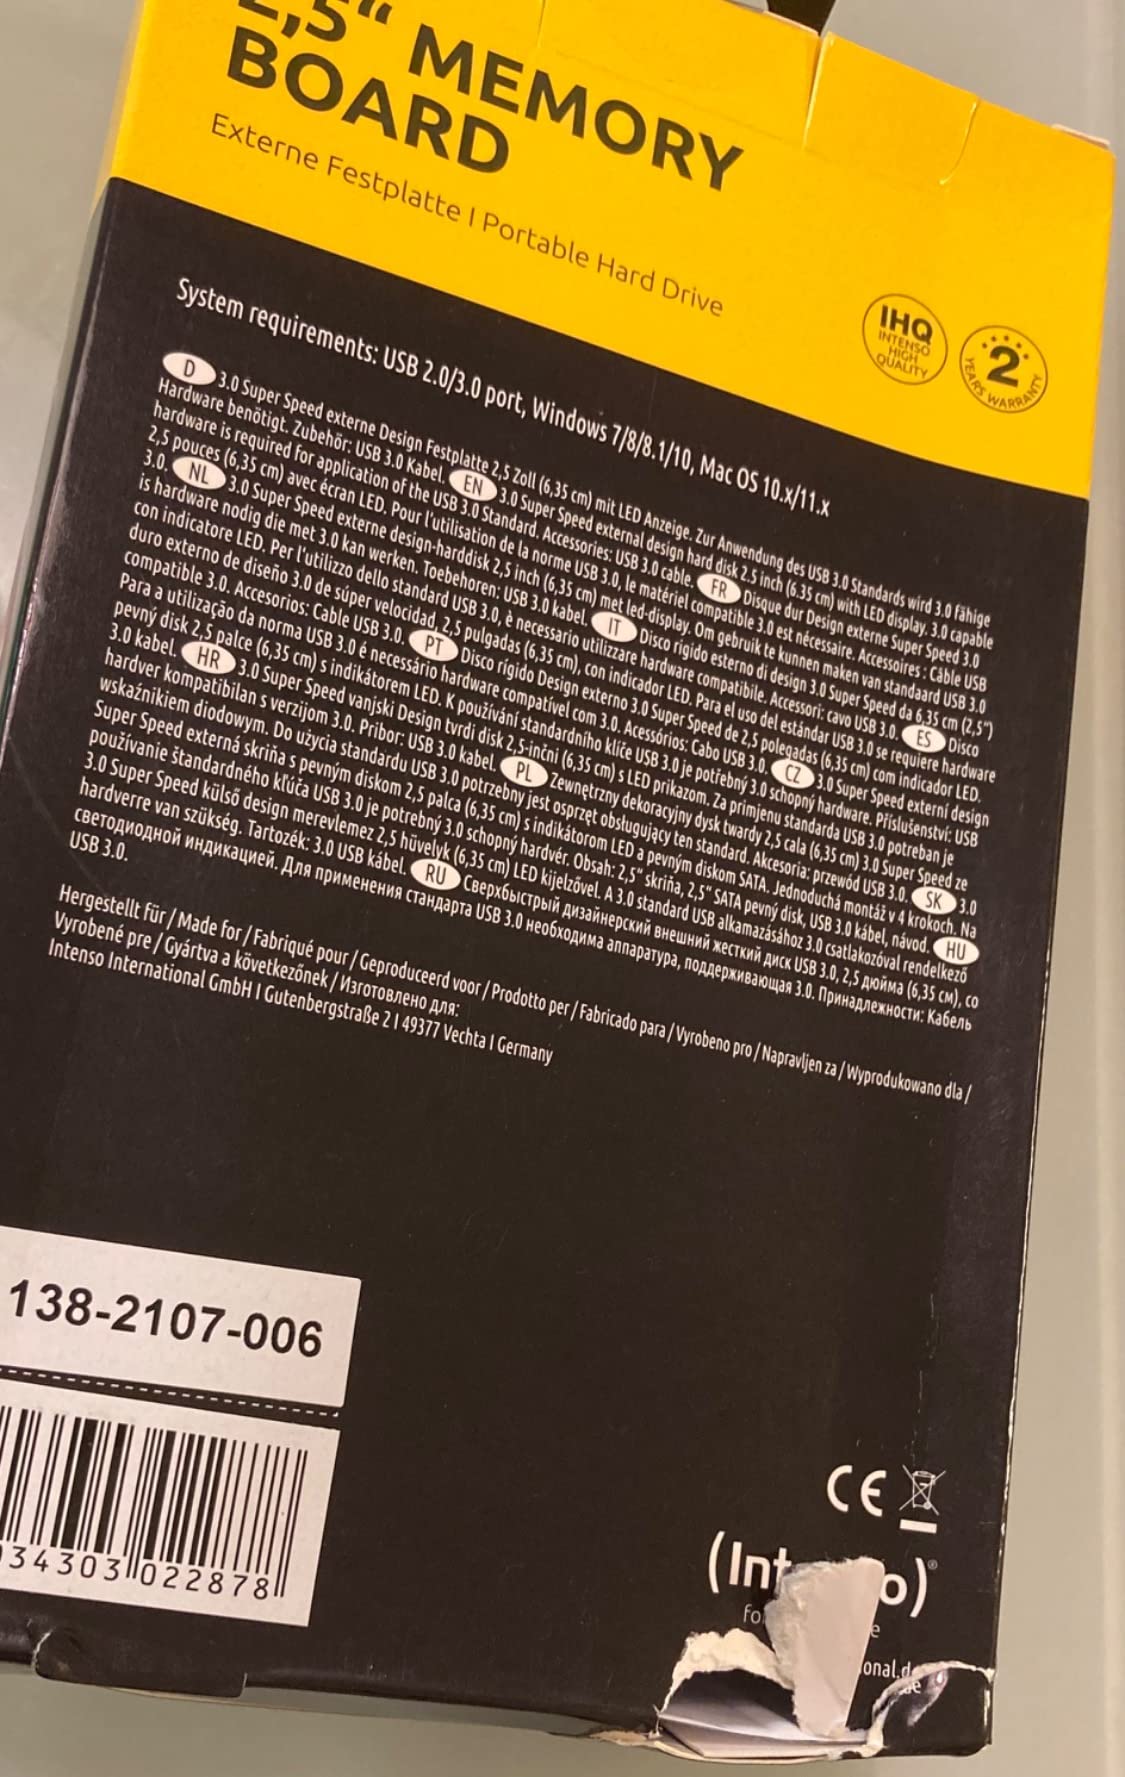 2,5“ MEMORY
BOARD
Externe Festplatte I Portable Hard Drive
IHQ
INTENSO
HIGH
QUALITY
2
YEARS WARRANTY
System requirements: USB 2.0/3.0 port, Windows 7/8/8.1/10, Mac OS 10.x/11.x
D 3.0 Super Speed externe Design Festplatte 2,5 Zoll (6,35 cm) mit LED Anzeige. Zur Anwendung des USB 3.0 Standards wird 3.0 fähige
Hardware benötigt. Zubehör: USB 3.0 Kabel. EN 3.0 Super Speed external design hard disk 2.5 inch (6.35 cm) with LED display. 3.0 capable
hardware is required for application of the USB 3.0 Standard. Accessories: USB 3.0 cable. FR Disque dur Design externe Super Speed 3.0
2,5 pouces (6,35 cm) avec écran LED. Pour l'utilisation de la norme USB 3.0, le matériel compatible 3.0 est nécessaire. Accessoires : Câble USB
3.0. NL 3.0 Super Speed externe design-harddisk 2,5 inch (6,35 cm) met led-display. Om gebruik te kunnen maken van standaard USB 3.0
is hardware nodig die met 3.0 kan werken. Toebehoren: USB 3.0 kabel. IT Disco rigido esterno di design 3.0 Super Speed da 6,35 cm (2,5“)
con indicatore LED. Per l'utilizzo dello standard USB 3.0, è necessario utilizzare hardware compatibile. Accessori: cavo USB 3.0. ES Disco
duro externo de diseño 3.0 de súper velocidad, 2,5 pulgadas (6,35 cm), con indicador LED. Para el uso del estándar USB 3.0 se requiere hardware
compatible 3.0. Accesorios: Cable USB 3.0. PT Disco rígido Design externo 3.0 Super Speed de 2,5 polegadas (6,35 cm) com indicador LED.
Para a utilização da norma USB 3.0 é necessário hardware compatível com 3.0. Acessórios: Cabo USB 3.0. CZ 3.0 Super Speed externí design
pevný disk 2,5 palce (6,35 cm) s indikátorem LED. K používání standardního klíče USB 3.0 je potřebný 3.0 schopný hardware. Příslušenství: USB
3.0 kabel. HR 3.0 Super Speed vanjski Design tvrdi disk 2,5-inčni (6,35 cm) s LED prikazom. Za primjenu standarda USB 3.0 potreban je
hardver kompatibilan s verzijom 3.0. Pribor: USB 3.0 kabel. PL Zewnętrzny dekoracyjny dysk twardy 2,5 cala (6,35 cm) 3.0 Super Speed ze
wskaźnikiem diodowym. Do użycia standardu USB 3.0 potrzebny jest osprzęt obsługujący ten standard. Akcesoria: przewód USB 3.0. SK 3.0
Super Speed externá skriňa s pevným diskom 2,5 palca (6,35 cm) s indikátorom LED a pevným diskom SATA. Jednoduchá montáž v 4 krokoch. Na
používanie štandardného kľúča USB 3.0 je potrebný 3.0 schopný hardvér. Obsah: 2,5“ skriňa, 2,5“ SATA pevný disk, USB 3.0 kábel, návod. HU
3.0 Super Speed külső design merevlemez 2,5 hüvelyk (6,35 cm) LED kijelzővel. A 3.0 standard USB alkamazásához 3.0 csatlakozóval rendelkező
hardverre van szükség. Tartozék: 3.0 USB kábel. RU Сверхбыстрый дизайнерский внешний жесткий диск USB 3.0, 2,5 дюйма (6,35 см), со
светодиодной индикацией. Для применения стандарта USB 3.0 необходима аппаратура, поддерживающая 3.0. Принадлежности: Кабель
USB 3.0.
Hergestellt für / Made for / Fabriqué pour / Geproduceerd voor / Prodotto per / Fabricado para / Vyrobeno pro / Napravljen za / Wyprodukowano dla /
Vyrobené pre / Gyártva a következőnek / Изготовлено для:
Intenso International GmbH I Gutenbergstraße 2 I 49377 Vechta I Germany
138-2107-006
34303 022878
CE
(Int o)®
fo e
onal.de